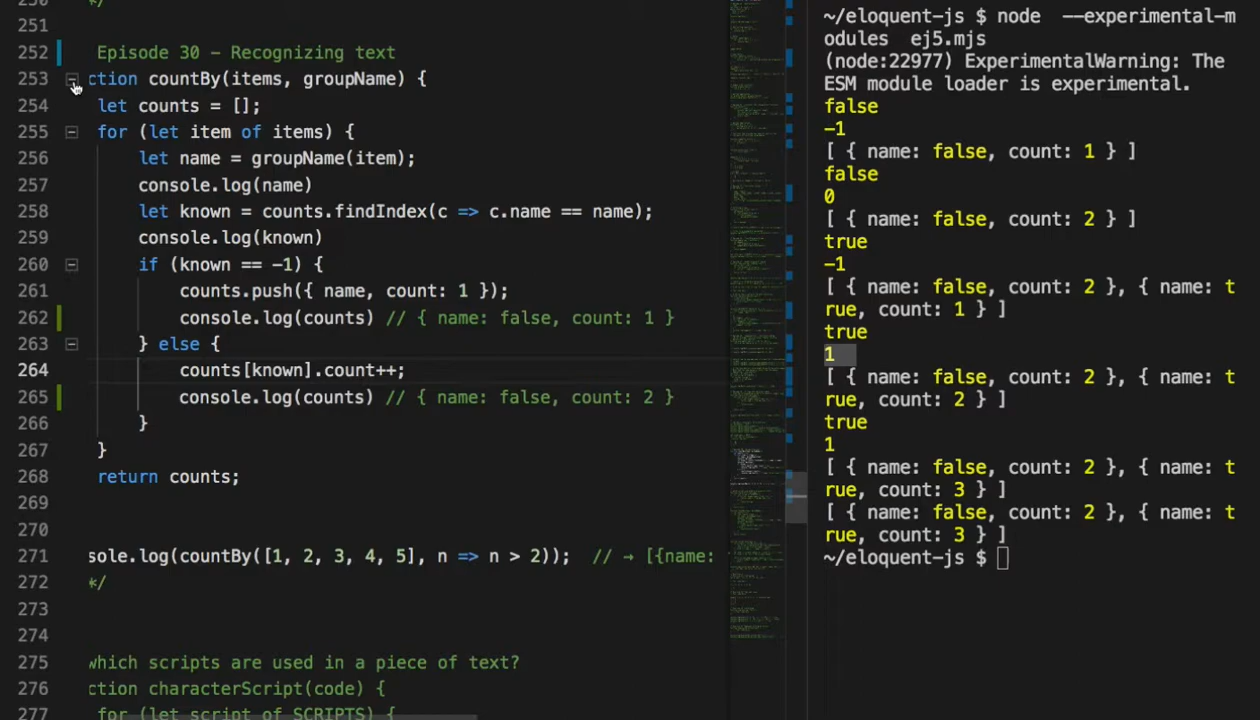 250 */
251
252 Episode 30 – Recognizing text
253 ction countBy(items, groupName) {
254 let counts = [];
255 for (let item of items) {
256 let name = groupName(item);
257 console.log(name)
258 let known = counts.findIndex(c => c.name == name);
259 console.log(known)
260 if (known == -1) {
261 counts.push({ name, count: 1 });
262 console.log(counts) // { name: false, count: 1 }
263 } else {
264 counts[known].count++;
265 console.log(counts) // { name: false, count: 2 }
266 }
267 }
268 return counts;
269
270
271 sole.log(countBy([1, 2, 3, 4, 5], n => n > 2)); // → [{name:
272 */
273
274
275 which scripts are used in a piece of text?
276 ction characterScript(code) {
277 for (let script of SCRIPTS) {
~/eloquent-js $ node --experimental-m
odules ej5.mjs
(node:22977) ExperimentalWarning: The
ESM module loader is experimental.
false
-1
[ { name: false, count: 1 } ]
false
0
[ { name: false, count: 2 } ]
true
-1
[ { name: false, count: 2 }, { name: t
rue, count: 1 } ]
true
1
[ { name: false, count: 2 }, { name: t
rue, count: 2 } ]
true
1
[ { name: false, count: 2 }, { name: t
rue, count: 3 } ]
[ { name: false, count: 2 }, { name: t
rue, count: 3 } ]
~/eloquent-js $